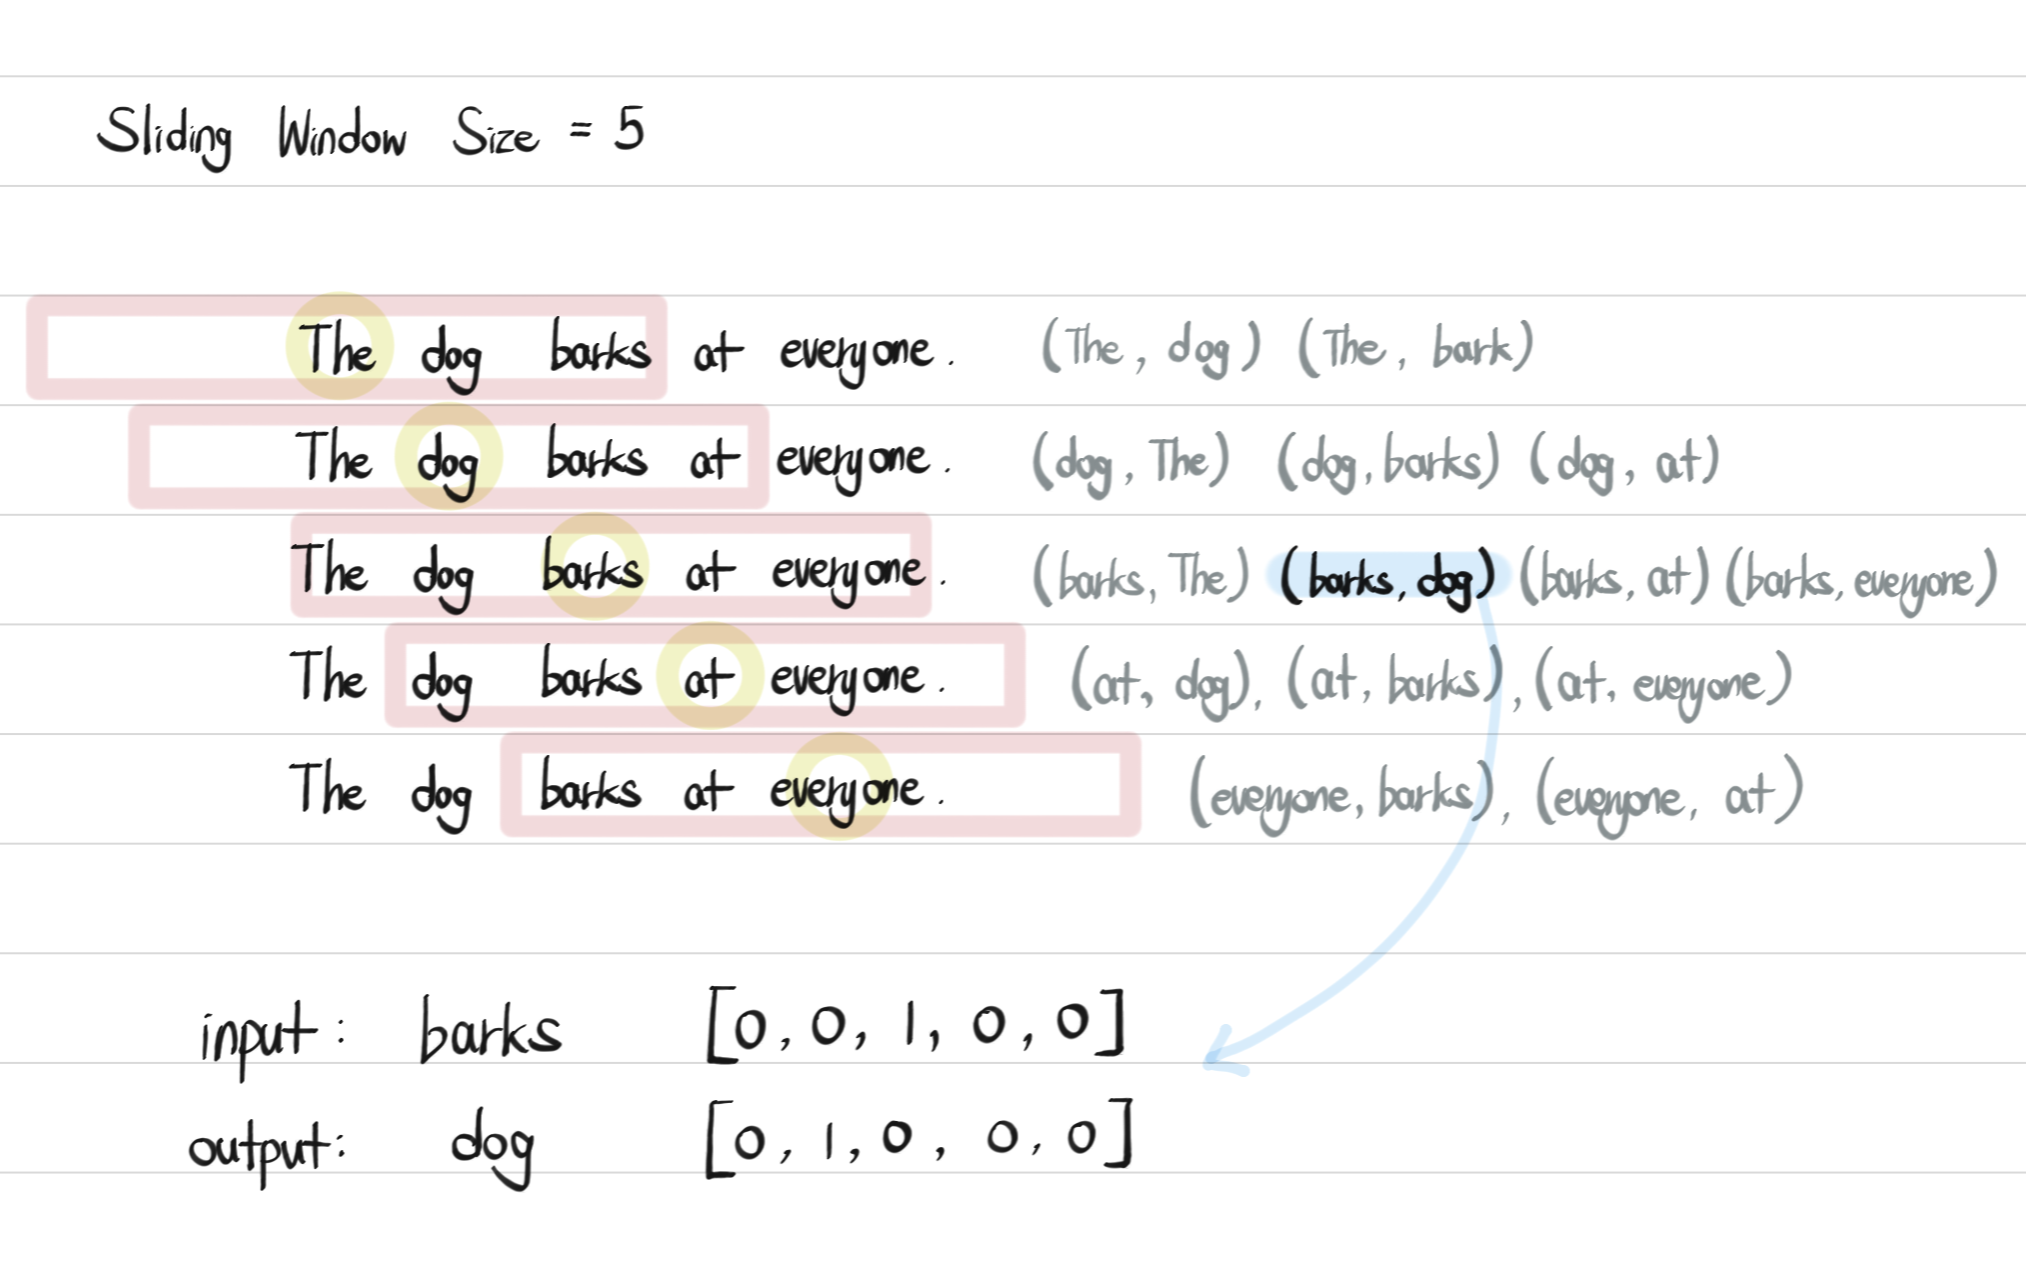 Sliding Window Size = 5
The dog barks at everyone. (The, dog) (The, bark)
The dog barks at everyone. (dog, The) (dog, barks) (dog, at)
The dog barks at everyone. (barks, The) (barks, dog) (barks, at) (barks, everyone)
The dog barks at everyone. (at, dog), (at, barks), (at, everyone)
The dog barks at everyone. (everyone, barks), (everyone, at)
input: barks [0, 0, 1, 0, 0]
output: dog [0, 1, 0, 0, 0]